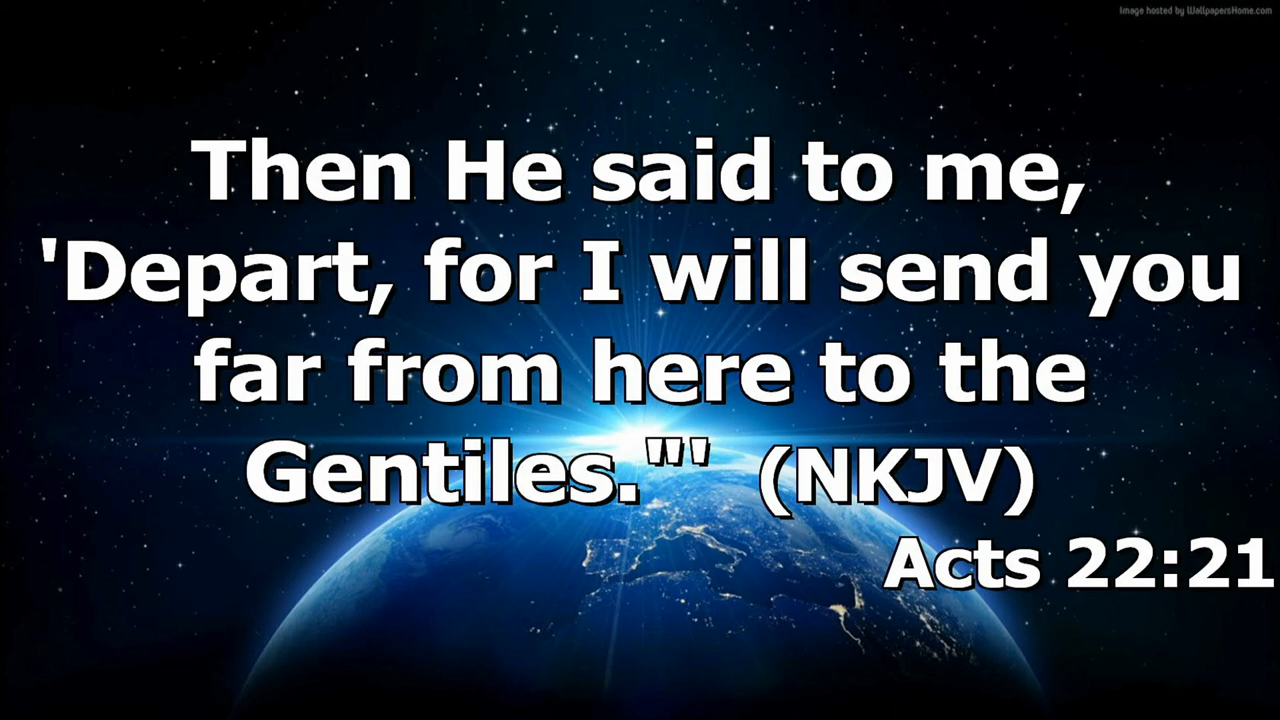 Image hosted by WallpapersHome.com
Then He said to me,
'Depart, for I will send you
far from here to the
Gentiles."' (NKJV)
Acts 22:21